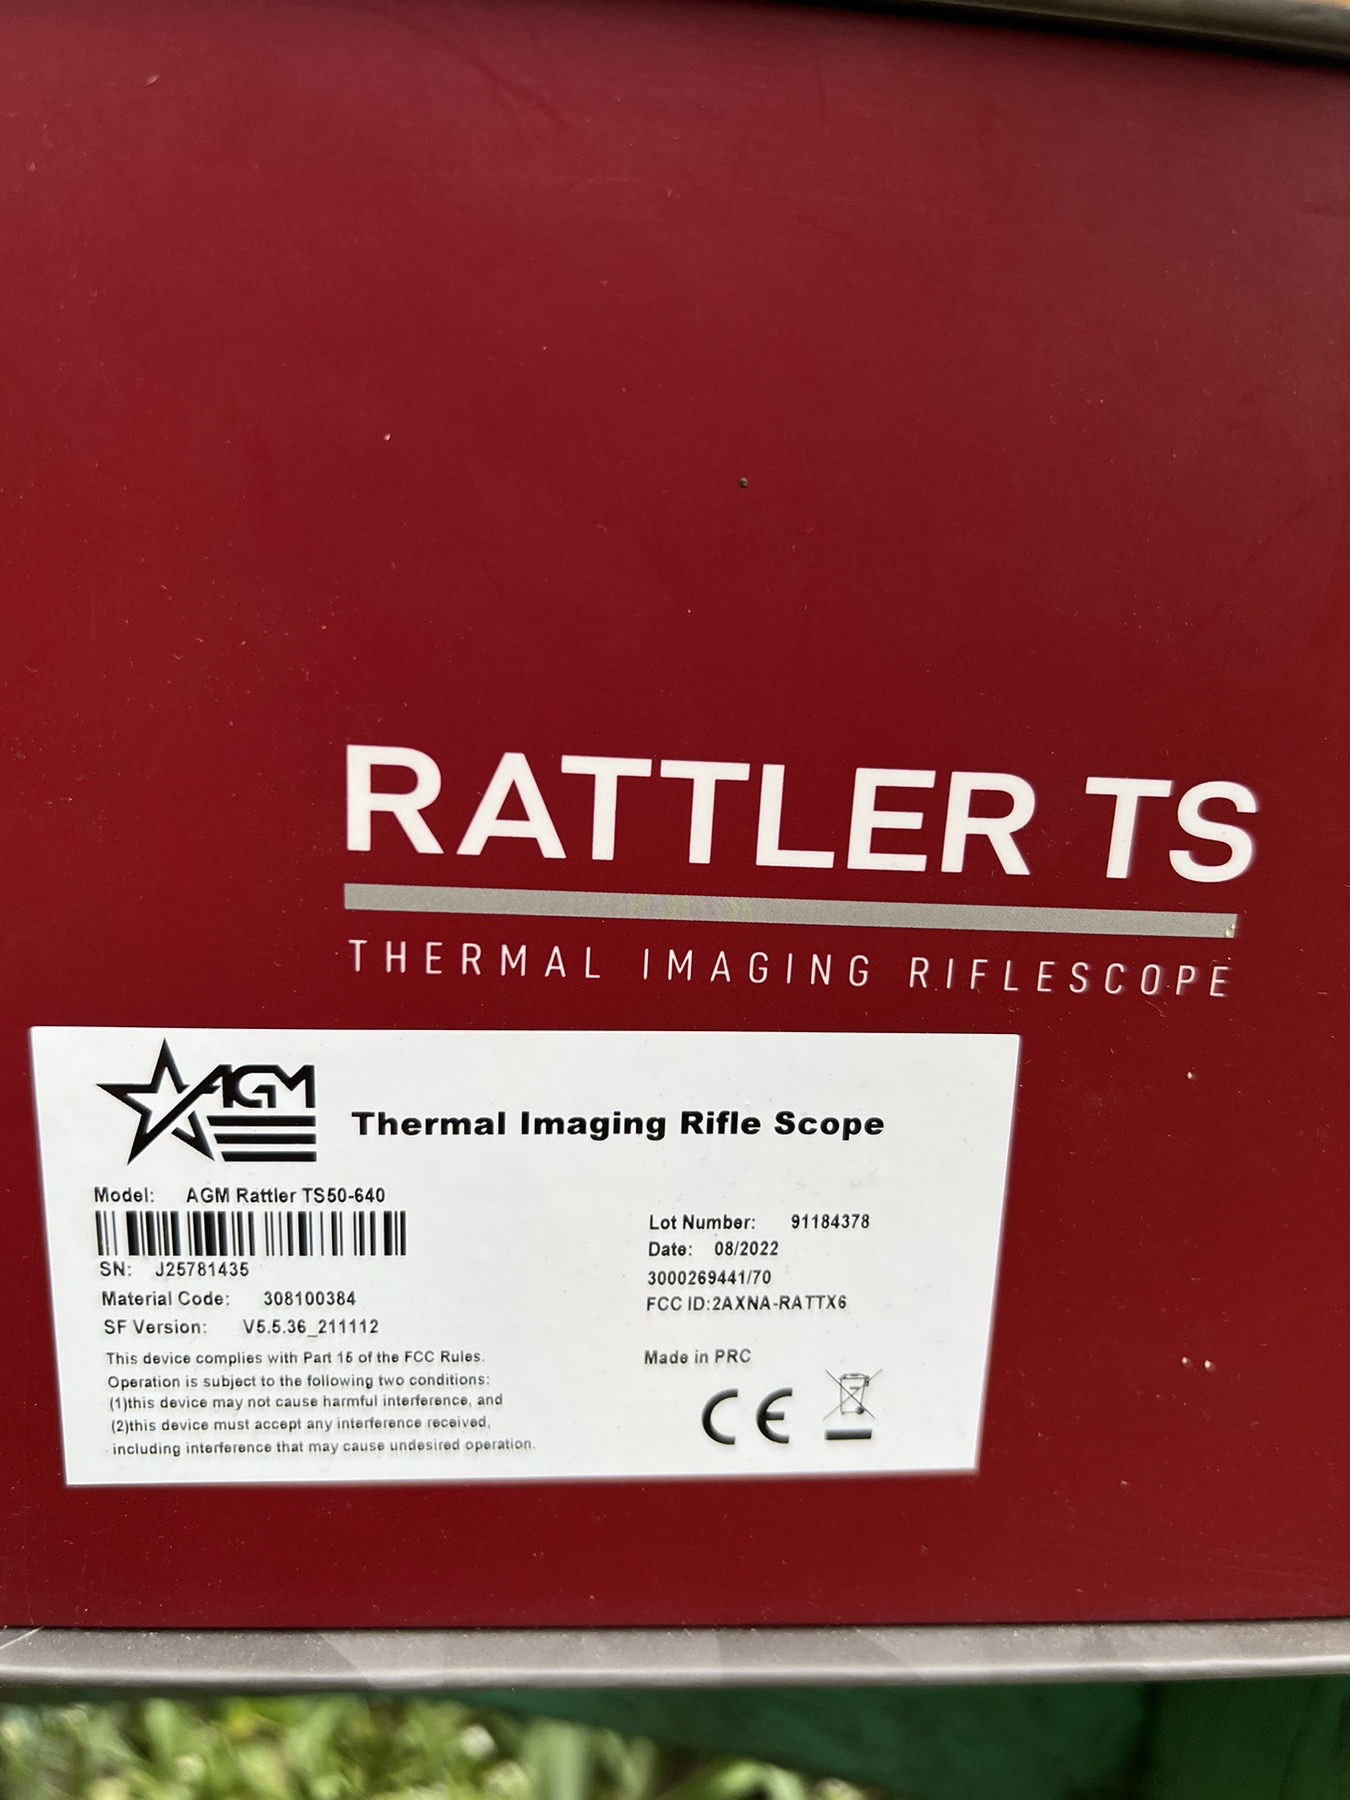 RATTLER TS
THERMAL IMAGING RIFLESCOPE
AGM
Thermal Imaging Rifle Scope
Model: AGM Rattler TS50-640
SN: J25781435
Material Code: 308100384
SF Version: V5.5.36_211112
This device complies with Part 15 of the FCC Rules.
Operation is subject to the following two conditions:
(1)this device may not cause harmful interference, and
(2)this device must accept any interference received,
including interference that may cause undesired operation.
Lot Number: 91184378
Date: 08/2022
3000269441/70
FCC ID:2AXNA-RATTX6
Made in PRC
CE